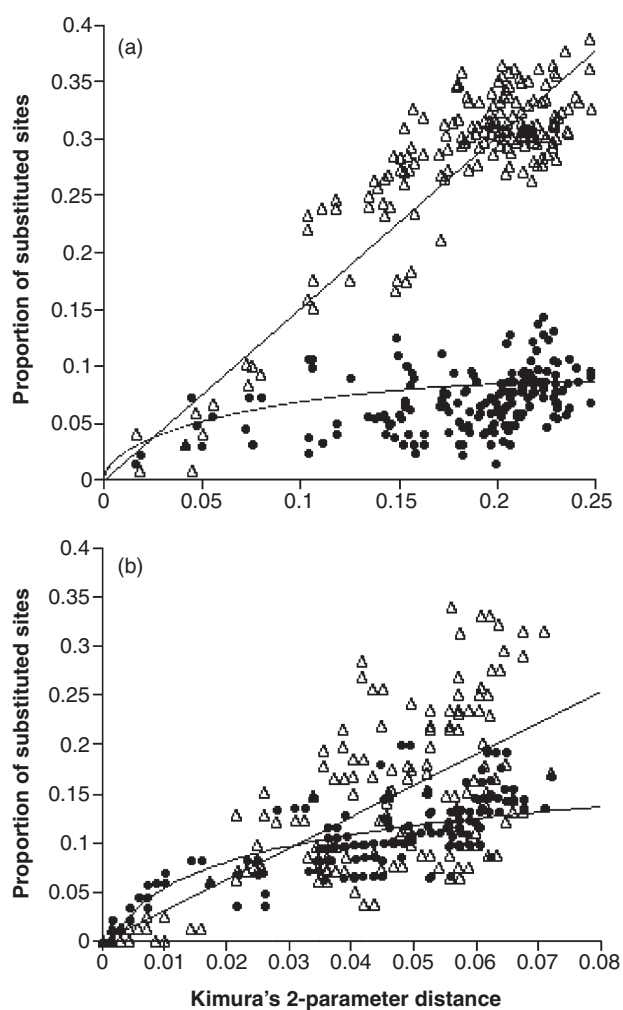 (a)
Proportion of substituted sites
0.4
0.35
0.3
0.25
0.2
0.15
0.1
0.05
0
0 0.05 0.1 0.15 0.2 0.25
(b)
Proportion of substituted sites
0.4
0.35
0.3
0.25
0.2
0.15
0.1
0.05
0
0 0.01 0.02 0.03 0.04 0.05 0.06 0.07 0.08
Kimura's 2-parameter distance